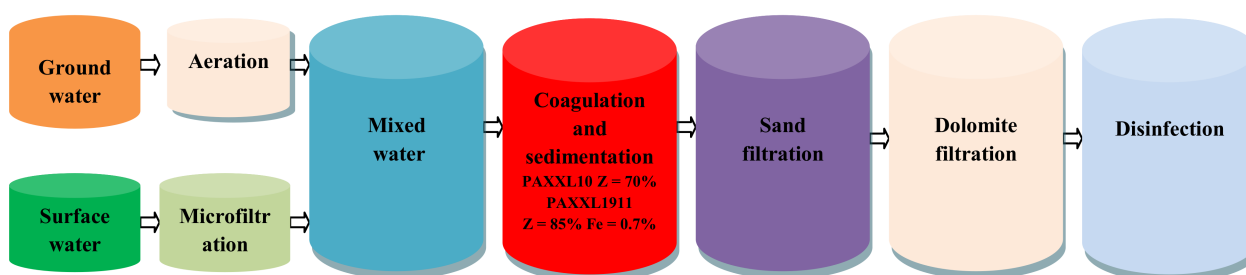 Ground
water
Aeration
Surface
water
Microfiltr
ation
Mixed
water
Coagulation
and
sedimentation
PAXXL10 Z = 70%
PAXXL1911
Z = 85% Fe = 0.7%
Sand
filtration
Dolomite
filtration
Disinfection